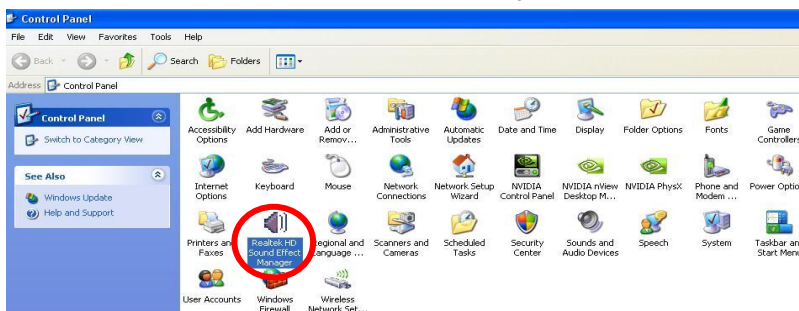 Control Panel
File Edit View Favorites Tools Help
Back Search Folders
Address Control Panel
Control Panel
Switch to Category View
See Also
Windows Update
Help and Support
Accessibility Options
Add Hardware
Add or Remov...
Administrative Tools
Automatic Updates
Date and Time
Display
Folder Options
Fonts
Game Controllers
Internet Options
Keyboard
Mouse
Network Connections
Network Setup Wizard
NVIDIA Control Panel
NVIDIA nView Desktop M...
NVIDIA PhysX
Phone and Modem ...
Power Optio
Printers and Faxes
Realtek HD Sound Effect Manager
Regional and Language ...
Scanners and Cameras
Scheduled Tasks
Security Center
Sounds and Audio Devices
Speech
System
Taskbar an
Start Menu
User Accounts
Windows Firewall
Wireless Network Set...